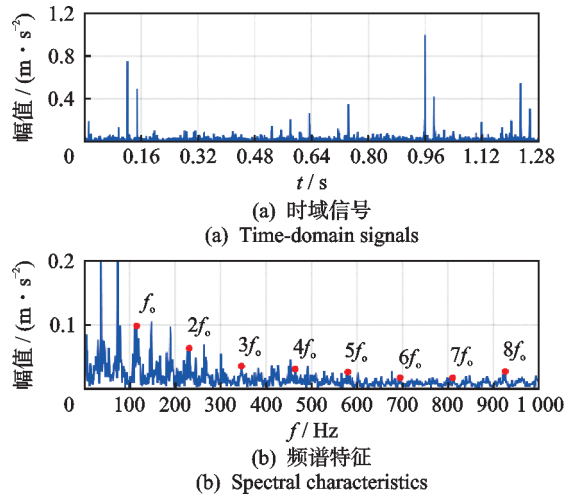 幅值 / (m·s⁻²)
1.2
0.8
0.4
0
0.16 0.32 0.48 0.64 0.80 0.96 1.12 1.28
t / s
(a) 时域信号
(a) Time-domain signals
幅值 / (m·s⁻²)
0.2
0.1
fₒ 2fₒ 3fₒ 4fₒ 5fₒ 6fₒ 7fₒ 8fₒ
0 100 200 300 400 500 600 700 800 900 1 000
f / Hz
(b) 频谱特征
(b) Spectral characteristics